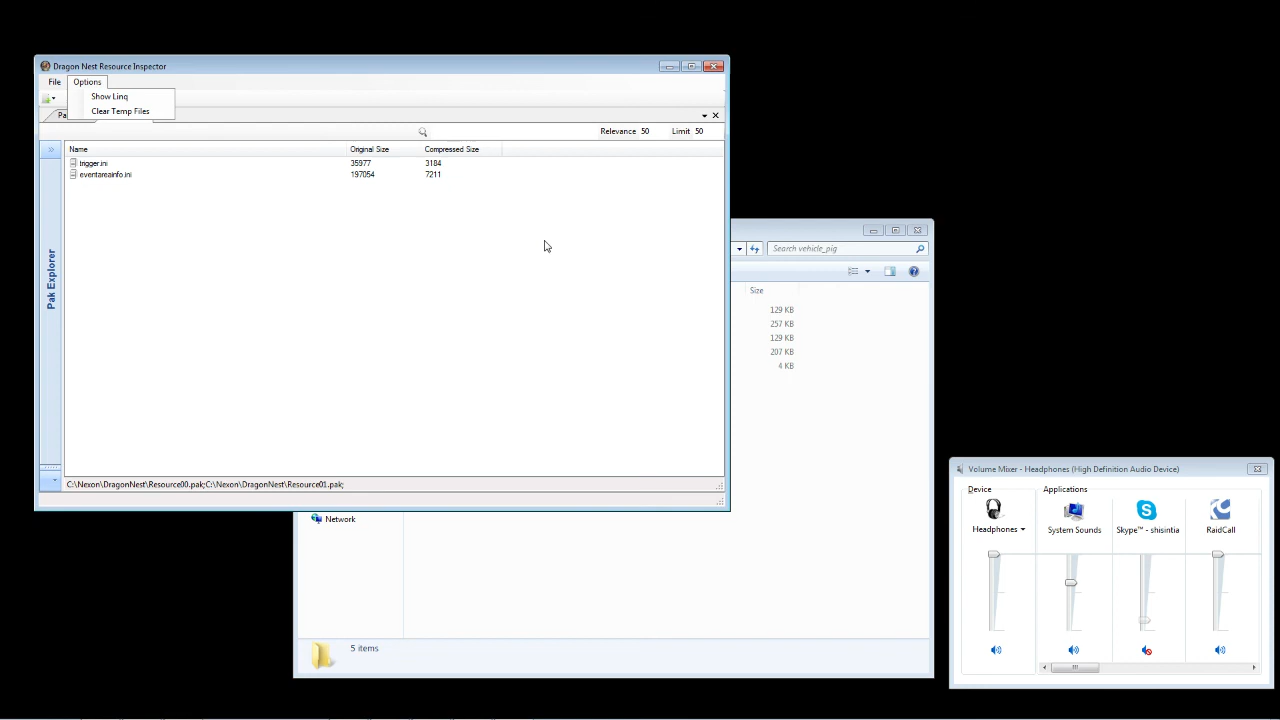 Dragon Nest Resource Inspector
File Options
Show Linq
Clear Temp Files
Pa
Relevance 50 Limit 50
Name Original Size Compressed Size
trigger.ini 35977 3184
eventareainfo.ini 197054 7211
Pak Explorer
C:\Nexon\DragonNest\Resource00.pak;C:\Nexon\DragonNest\Resource01.pak;
Search vehicle_pig
Size
129 KB
257 KB
129 KB
207 KB
4 KB
Network
5 items
Volume Mixer - Headphones (High Definition Audio Device)
Device Applications
Headphones System Sounds Skype™ - shisintia RaidCall